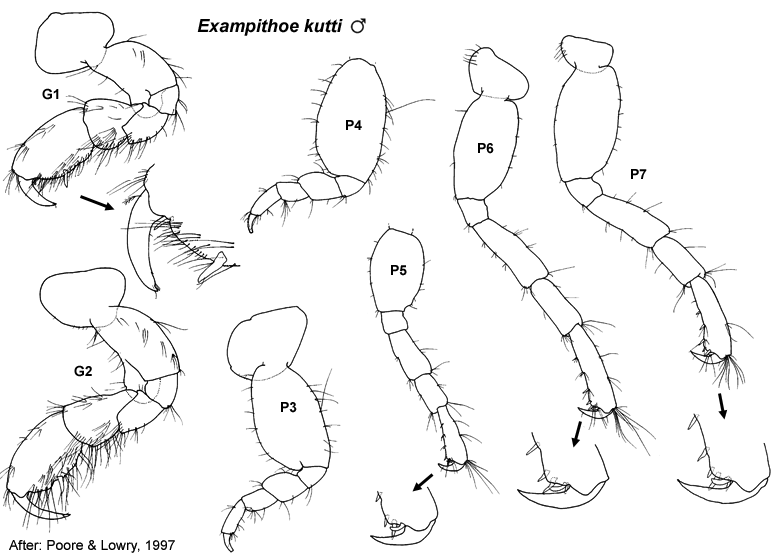 Exampithoe kutti ♂
G1
P4
P6
P7
P5
G2
P3
After: Poore & Lowry, 1997